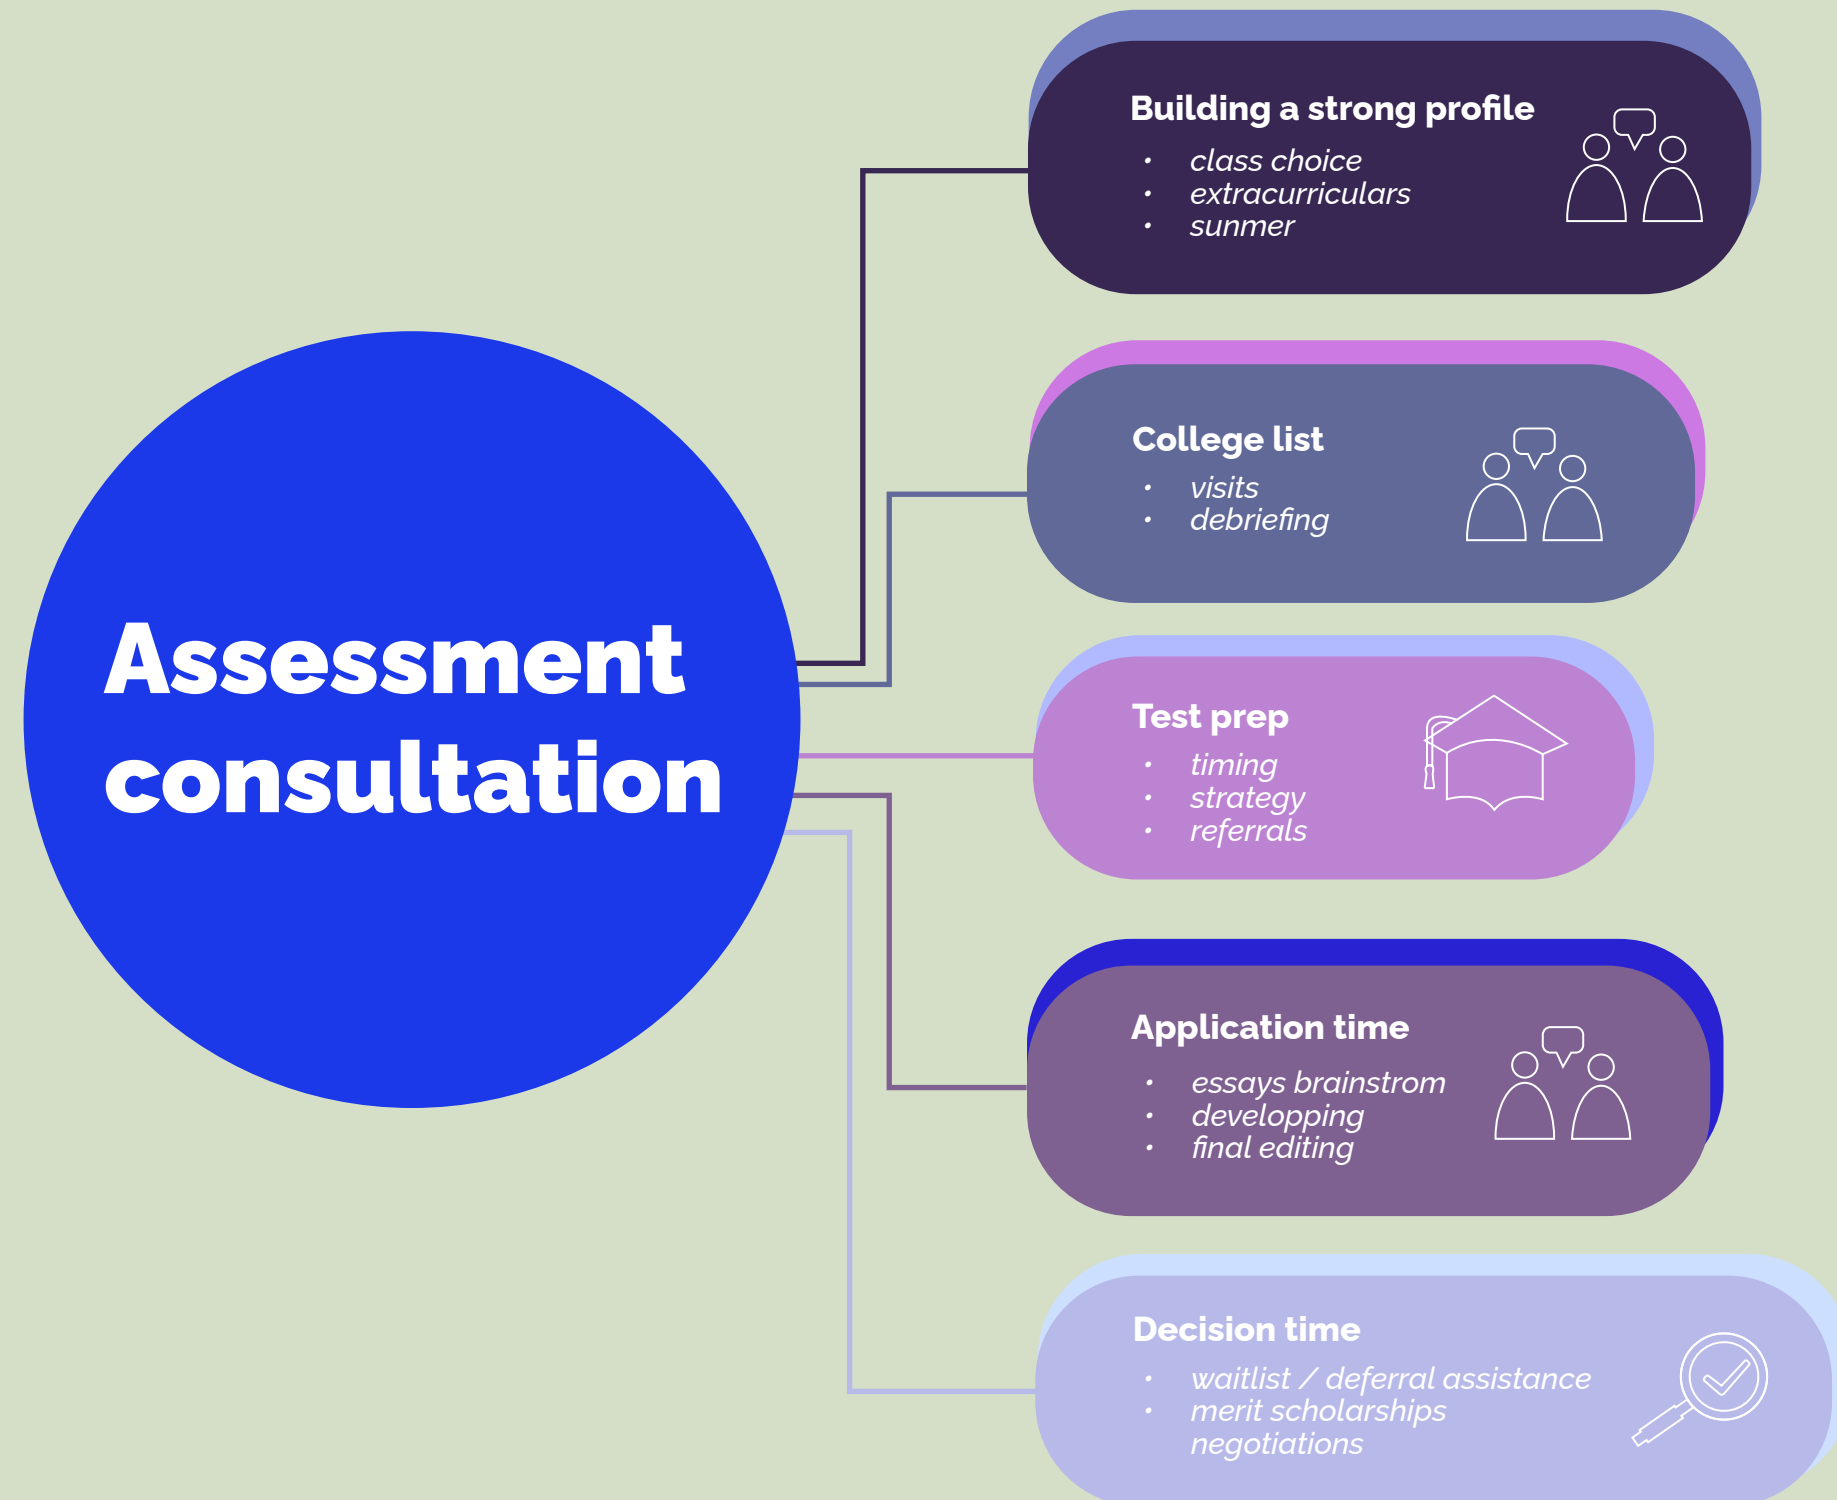 Assessment
consultation
Building a strong profile
• class choice
• extracurriculars
• sunmer
College list
• visits
• debriefing
Test prep
• timing
• strategy
• referrals
Application time
• essays brainstrom
• developping
• final editing
Decision time
• waitlist / deferral assistance
• merit scholarships
negotiations